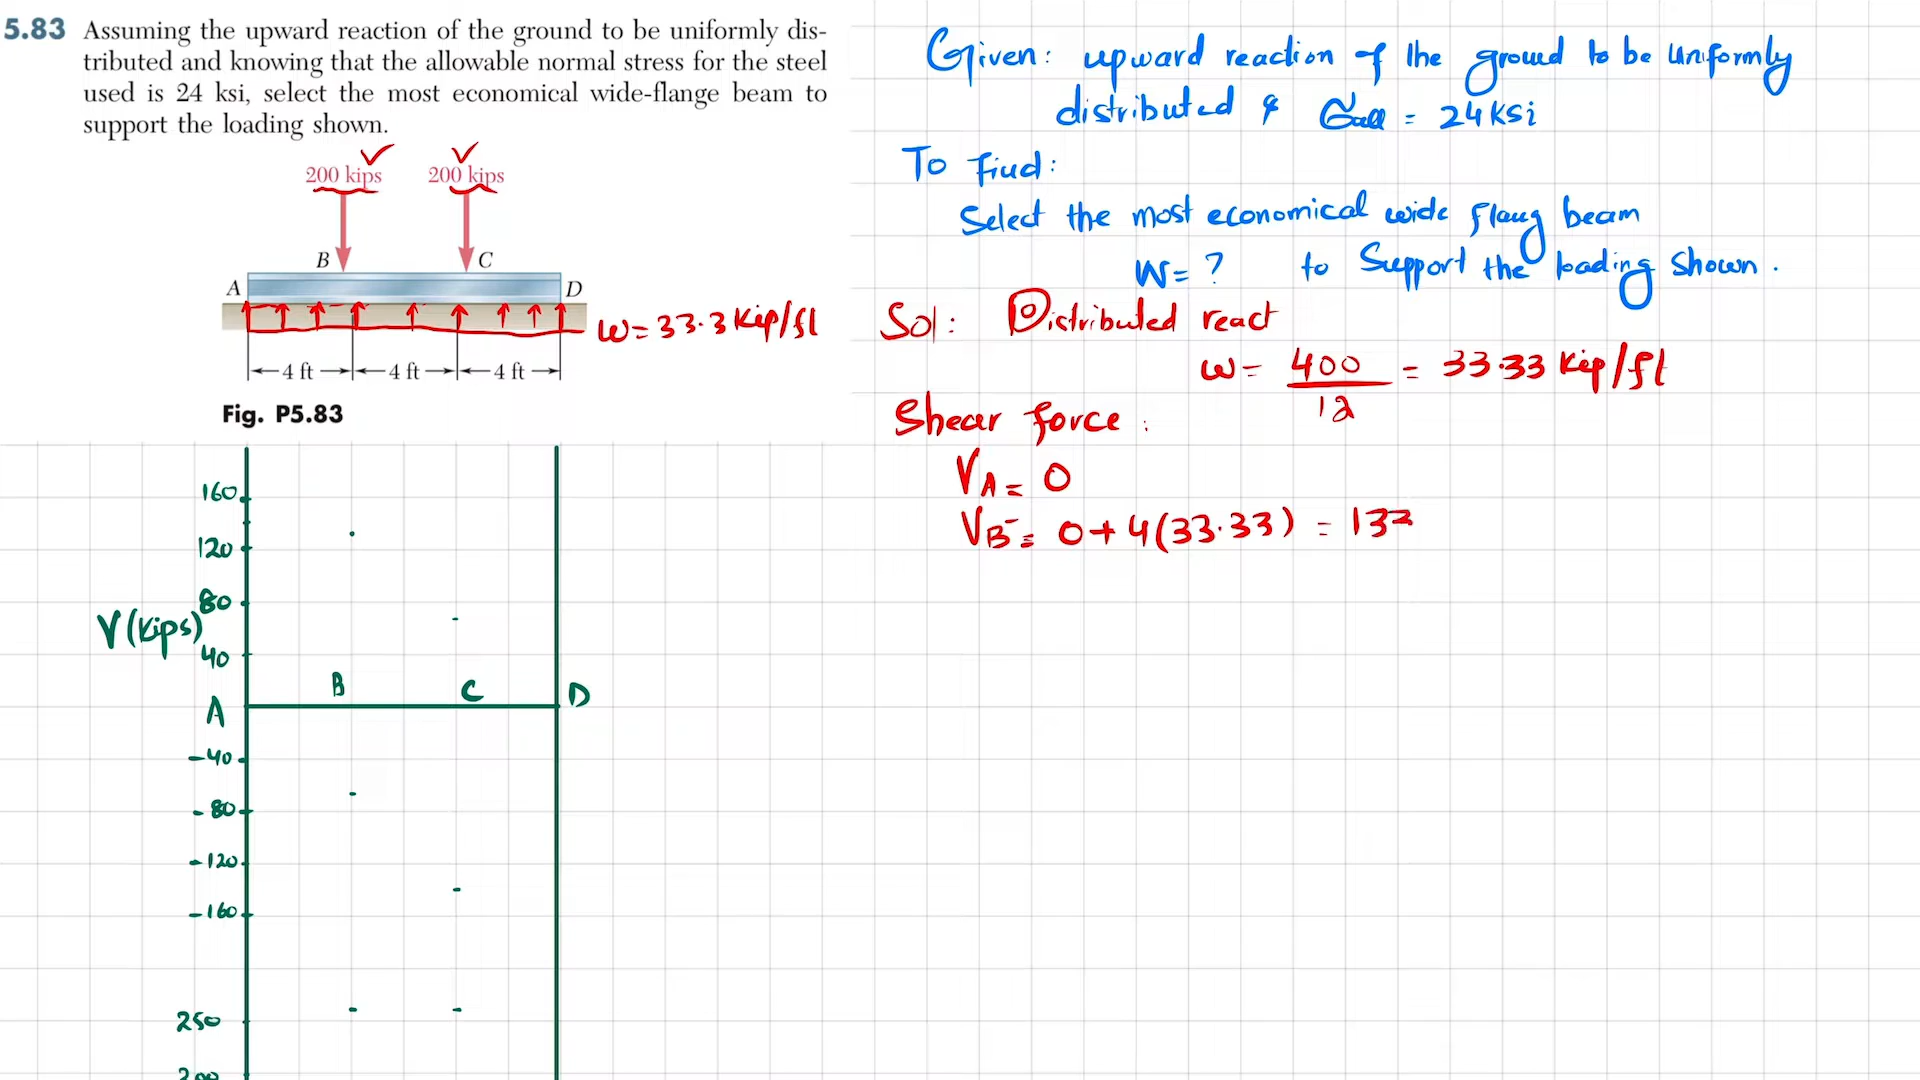 5.83 Assuming the upward reaction of the ground to be uniformly dis-
tributed and knowing that the allowable normal stress for the steel
used is 24 ksi, select the most economical wide-flange beam to
support the loading shown.
200 kips 200 kips
B C
A D
w=33.3 Kip/ft
4 ft 4 ft 4 ft
Fig. P5.83
160
120
80
V(Kips)
40
B C D
A
-40
-80
-120
-160
250
Given: upward reaction of the ground to be Uniformly
distributed & σall = 24 Ksi
To Find:
Select the most economical wide flang beam
W= ? to Support the loading Shown.
Sol: Distributed react
w= 400/12 = 33.33 Kip/ft
Shear force:
VA= 0
VB-= 0+4(33.33) = 133